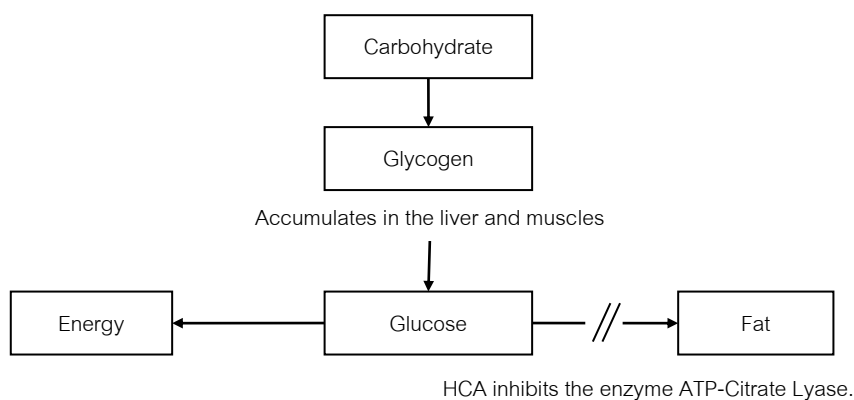 Carbohydrate
Glycogen
Accumulates in the liver and muscles
Energy
Glucose
Fat
HCA inhibits the enzyme ATP-Citrate Lyase.